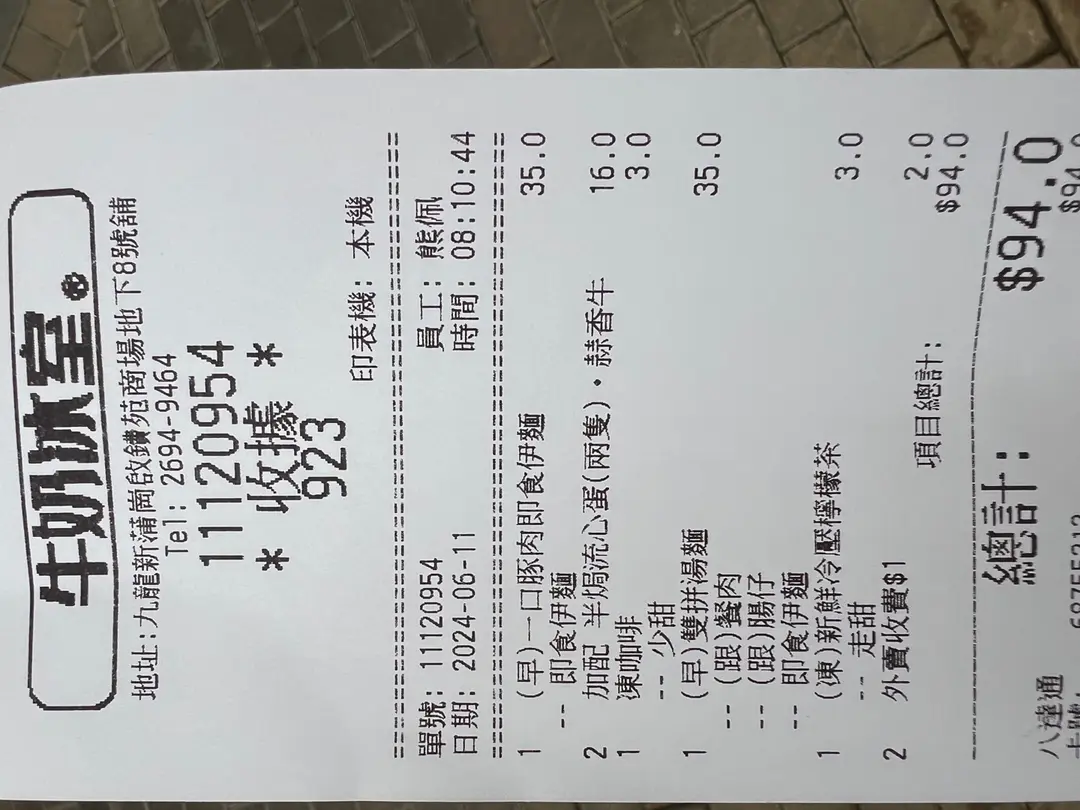 牛奶冰室
地址:九龍新蒲崗啟鑽苑商場地下8號舖
Tel: 2694-9464
11120954
* 收據 *
923
印表機: 本機
單號: 11120954 員工: 熊佩
日期: 2024-06-11 時間: 08:10:44
1 (早)一口豚肉即食伊麵 35.0
-- 即食伊麵
2 加配 半焗流心蛋(兩隻)·蒜香牛 16.0
1 凍咖啡 3.0
-- 少甜
1 (早)雙拼湯麵 35.0
-- (跟)餐肉
-- (跟)腸仔
-- 即食伊麵
1 (凍)新鮮冷壓檸檬茶 3.0
-- 走甜
2 外賣收費$1 2.0
項目總計: $94.0
總計: $94.0
八達通 $94.0